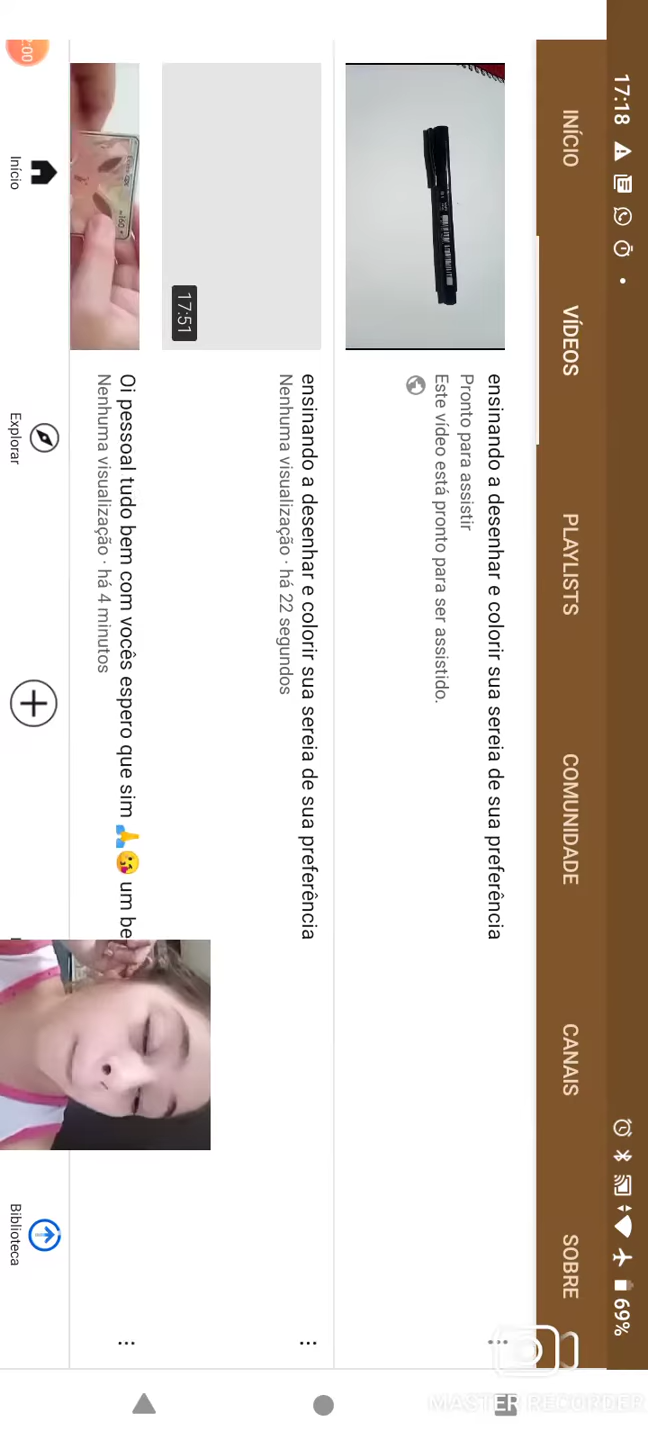 17:18
69%
INÍCIO VÍDEOS PLAYLISTS COMUNIDADE CANAIS SOBRE
ensinando a desenhar e colorir sua sereia de sua preferência
Pronto para assistir
Este vídeo está pronto para ser assistido.
17:51
ensinando a desenhar e colorir sua sereia de sua preferência
Nenhuma visualização · há 22 segundos
Oi pessoal tudo bem com vocês espero que sim 🙏😘 um be
Nenhuma visualização · há 4 minutos
Início
Explorar
Biblioteca
MASTER RECORDER